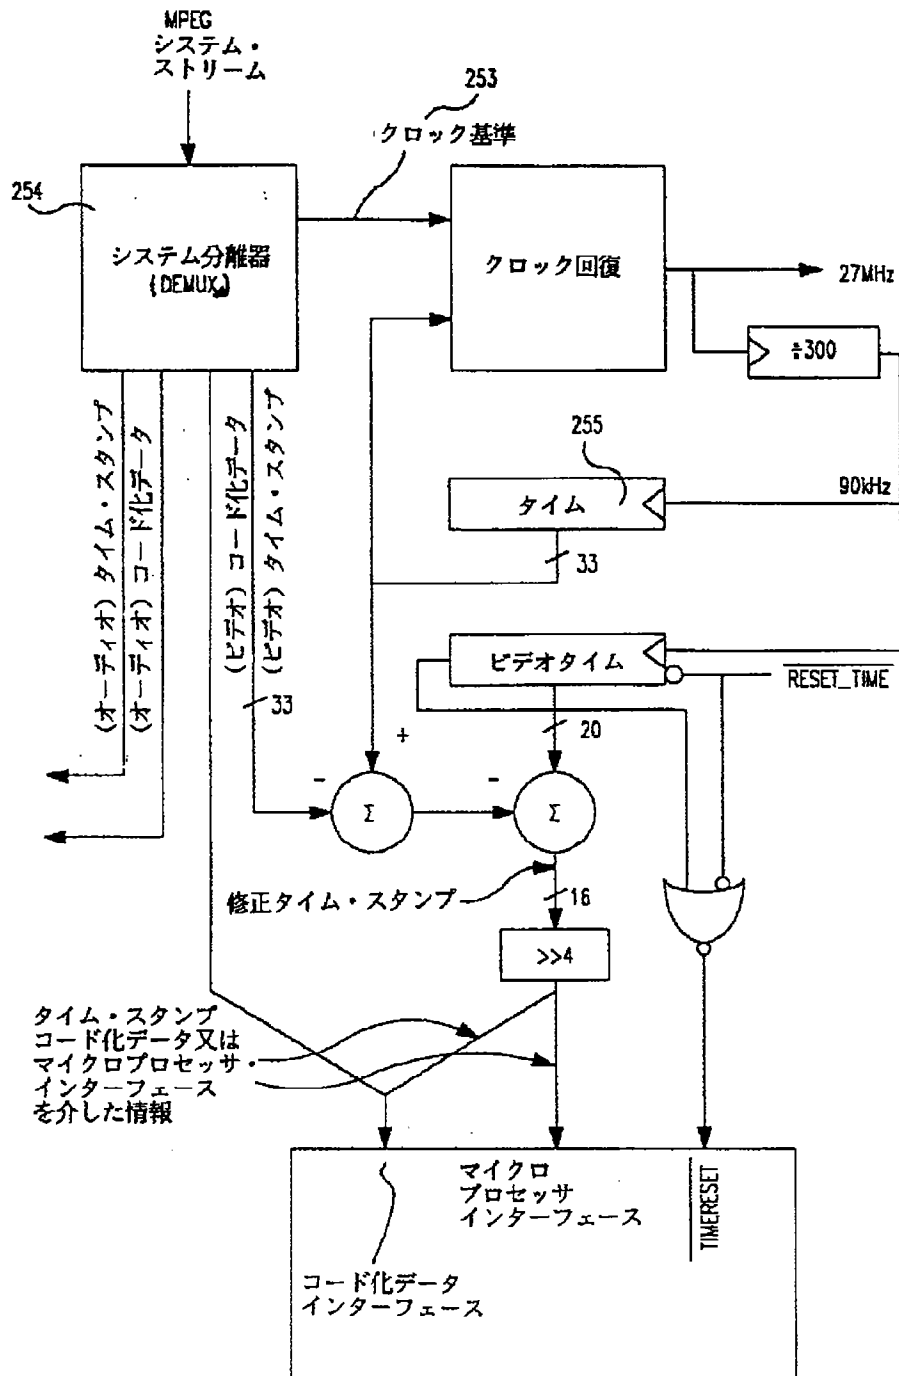 MPEG
システム・
ストリーム
253
クロック基準
254
システム分離器
(DEMUX)
クロック回復
27MHz
÷300
255
タイム
90kHz
33
(オーディオ) タイム・スタンプ
(オーディオ) コード化データ
(ビデオ) コード化データ
(ビデオ) タイム・スタンプ
33
ビデオタイム
RESET_TIME
20
+
-
-
Σ
Σ
修正タイム・スタンプ
16
>>4
タイム・スタンプ
コード化データ又は
マイクロプロセッサ・
インターフェース
を介した情報
マイクロ
プロセッサ
インターフェース
TIMERESET
コード化データ
インターフェース